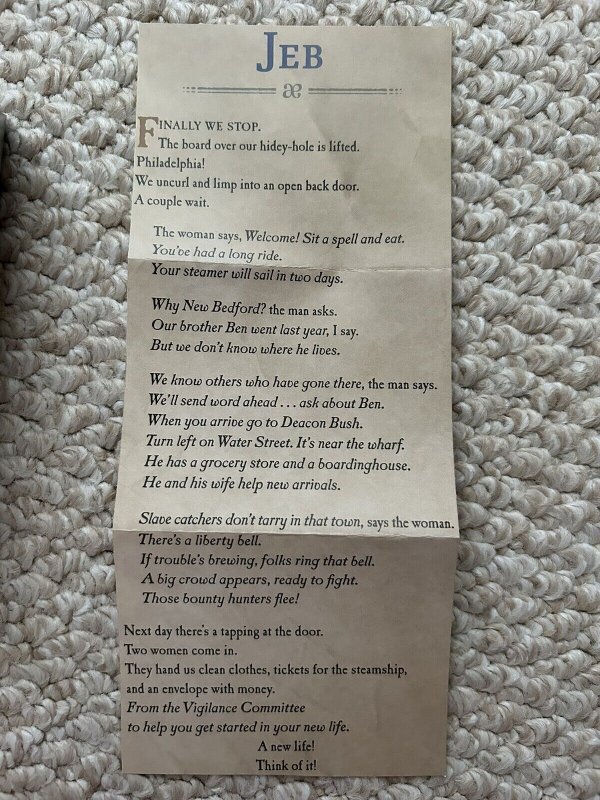 JEB
æ
FINALLY WE STOP.
The board over our hidey-hole is lifted.
Philadelphia!
We uncurl and limp into an open back door.
A couple wait.
The woman says, Welcome! Sit a spell and eat.
You've had a long ride.
Your steamer will sail in two days.
Why New Bedford? the man asks.
Our brother Ben went last year, I say.
But we don't know where he lives.
We know others who have gone there, the man says.
We'll send word ahead . . . ask about Ben.
When you arrive go to Deacon Bush.
Turn left on Water Street. It's near the wharf.
He has a grocery store and a boardinghouse.
He and his wife help new arrivals.
Slave catchers don't tarry in that town, says the woman.
There's a liberty bell.
If trouble's brewing, folks ring that bell.
A big crowd appears, ready to fight.
Those bounty hunters flee!
Next day there's a tapping at the door.
Two women come in.
They hand us clean clothes, tickets for the steamship,
and an envelope with money.
From the Vigilance Committee
to help you get started in your new life.
A new life!
Think of it!